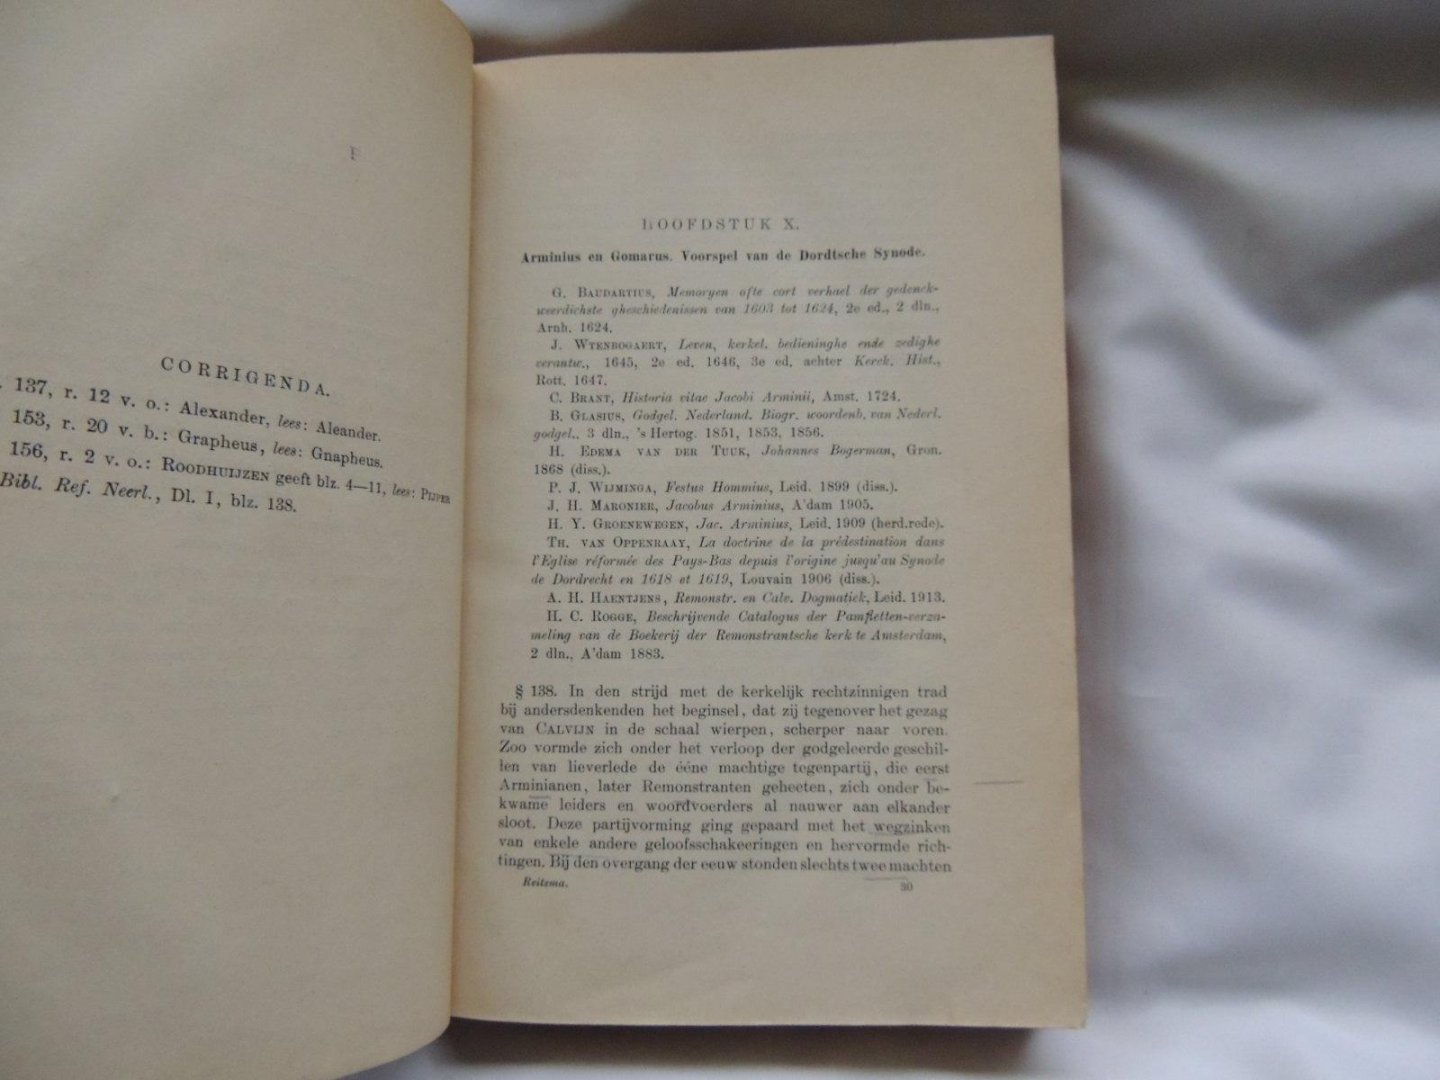 CORRIGENDA.
137, r. 12 v. o.: Alexander, lees: Aleander.
153, r. 20 v. b.: Grapheus, lees: Gnapheus.
156, r. 2 v. o.: ROODHUIJZEN geeft blz. 4—11, lees: PIJPER
Bibl. Ref. Neerl., Dl. I, blz. 138.
HOOFDSTUK X.
Arminius en Gomarus. Voorspel van de Dordtsche Synode.
G. BAUDARTIUS, Memoryen ofte cort verhael der gedenck-
weerdichste gheschiedenissen van 1603 tot 1624, 2e ed., 2 dln.,
Arnh. 1624.
J. WTENBOGAERT, Leven, kerkel. bedieninghe ende zedighe
verantw., 1645, 2e ed. 1646, 3e ed. achter Kerck. Hist.,
Rott. 1647.
C. BRANT, Historia vitae Jacobi Arminii, Amst. 1724.
B. GLASIUS, Godgel. Nederland. Biogr. woordenb. van Nederl.
godgel., 3 dln., 's Hertog. 1851, 1853, 1856.
H. EDEMA VAN DER TUUK, Johannes Bogerman, Gron.
1868 (diss.).
P. J. WIJMINGA, Festus Hommius, Leid. 1899 (diss.).
J. H. MARONIER, Jacobus Arminius, A'dam 1905.
H. Y. GROENEWEGEN, Jac. Arminius, Leid. 1909 (herd.rede).
TH. VAN OPPENRAAY, La doctrine de la prédestination dans
l'Eglise réformée des Pays-Bas depuis l'origine jusqu'au Synode
de Dordrecht en 1618 et 1619, Louvain 1906 (diss.).
A. H. HAENTJENS, Remonstr. en Calv. Dogmatiek, Leid. 1913.
H. C. ROGGE, Beschrijvende Catalogus der Pamfletten-verza-
meling van de Boekerij der Remonstrantsche kerk te Amsterdam,
2 dln., A'dam 1883.
§ 138. In den strijd met de kerkelijk rechtzinnigen trad
bij andersdenkenden het beginsel, dat zij tegenover het gezag
van CALVIJN in de schaal wierpen, scherper naar voren.
Zoo vormde zich onder het verloop der godgeleerde geschil-
len van lieverlede de ééne machtige tegenpartij, die eerst
Arminianen, later Remonstranten geheeten, zich onder be-
kwame leiders en woordvoerders al nauwer aan elkander
sloot. Deze partijvorming ging gepaard met het wegzinken
van enkele andere geloofsschakeeringen en hervormde rich-
tingen. Bij den overgang der eeuw stonden slechts twee machten
Reitsma. 30